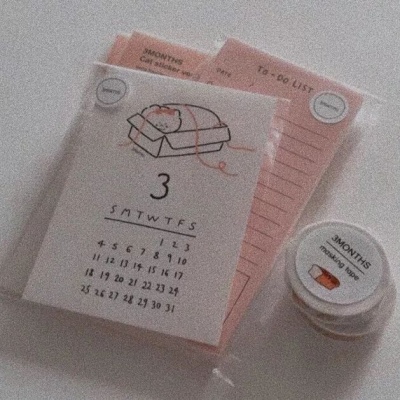 3MONTHS
Cat sticker ver.
Date
To-Do LIST
3
S M T W T F S
1 2 3
4 5 6 7 8 9 10
11 12 13 14 15 16 17
18 19 20 21 22 23 24
25 26 27 28 29 30 31
3MONTHS
masking tape